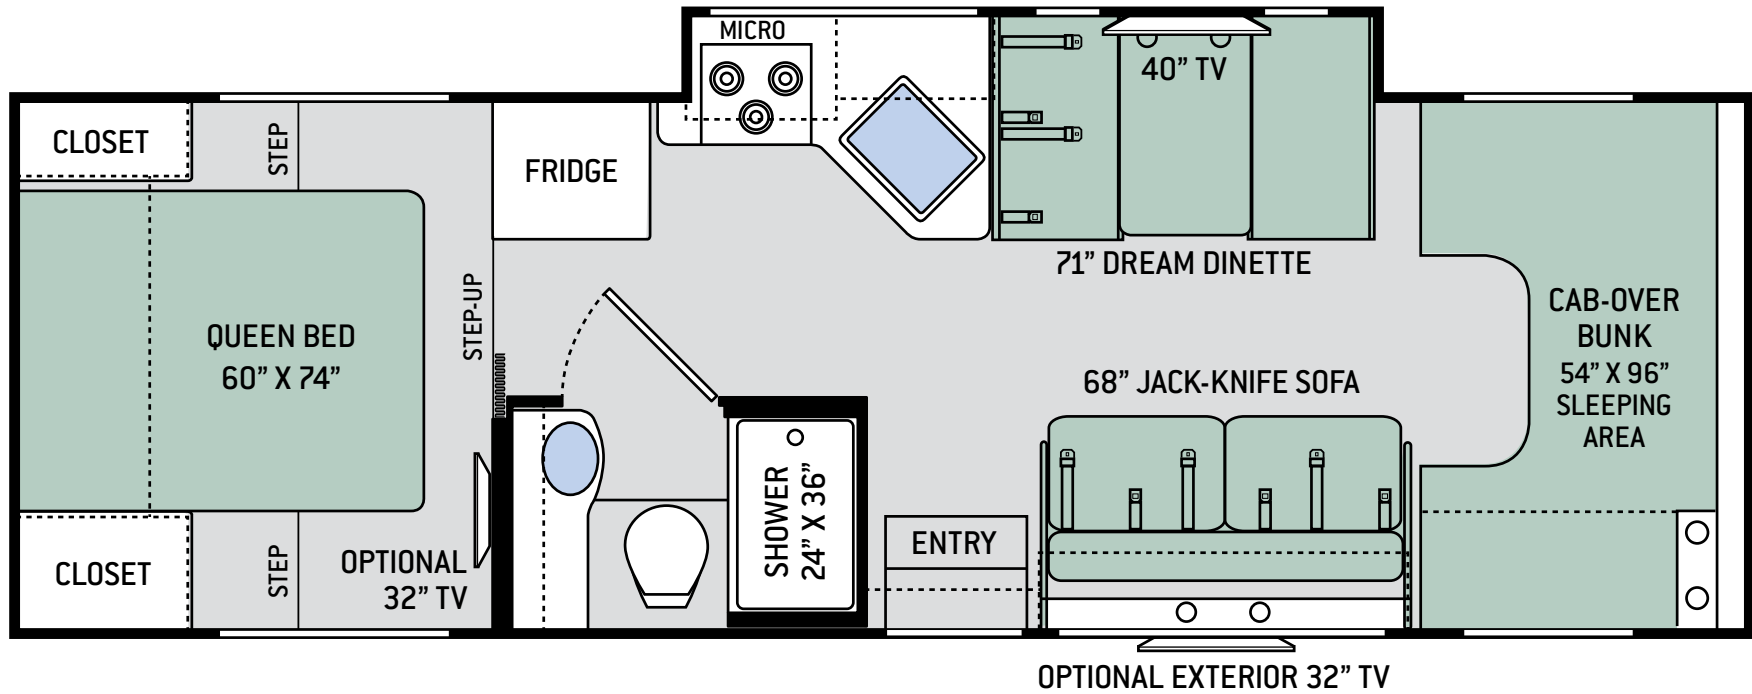 MICRO
40” TV
CLOSET
STEP
FRIDGE
71” DREAM DINETTE
STEP-UP
QUEEN BED
60” X 74”
CAB-OVER
BUNK
54” X 96”
SLEEPING
AREA
68” JACK-KNIFE SOFA
SHOWER
24” X 36”
ENTRY
CLOSET
STEP
OPTIONAL
32” TV
OPTIONAL EXTERIOR 32” TV